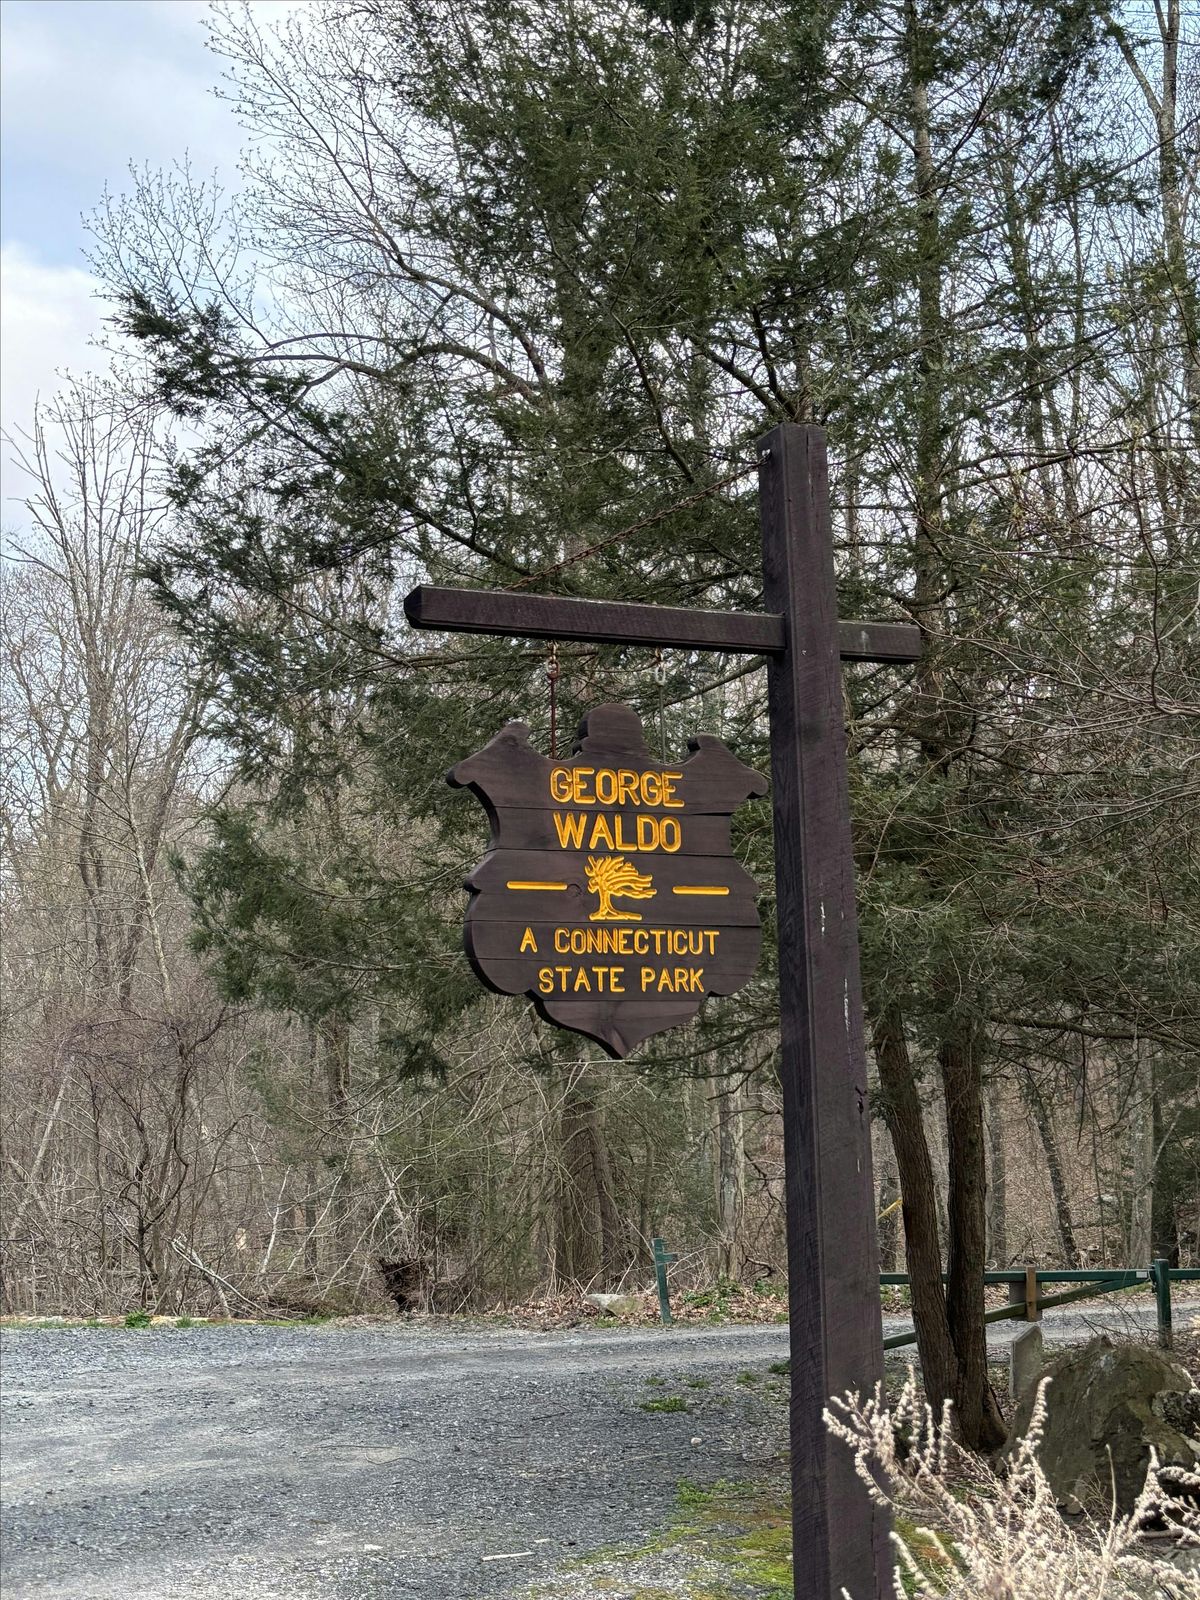 GEORGE
WALDO
A CONNECTICUT
STATE PARK